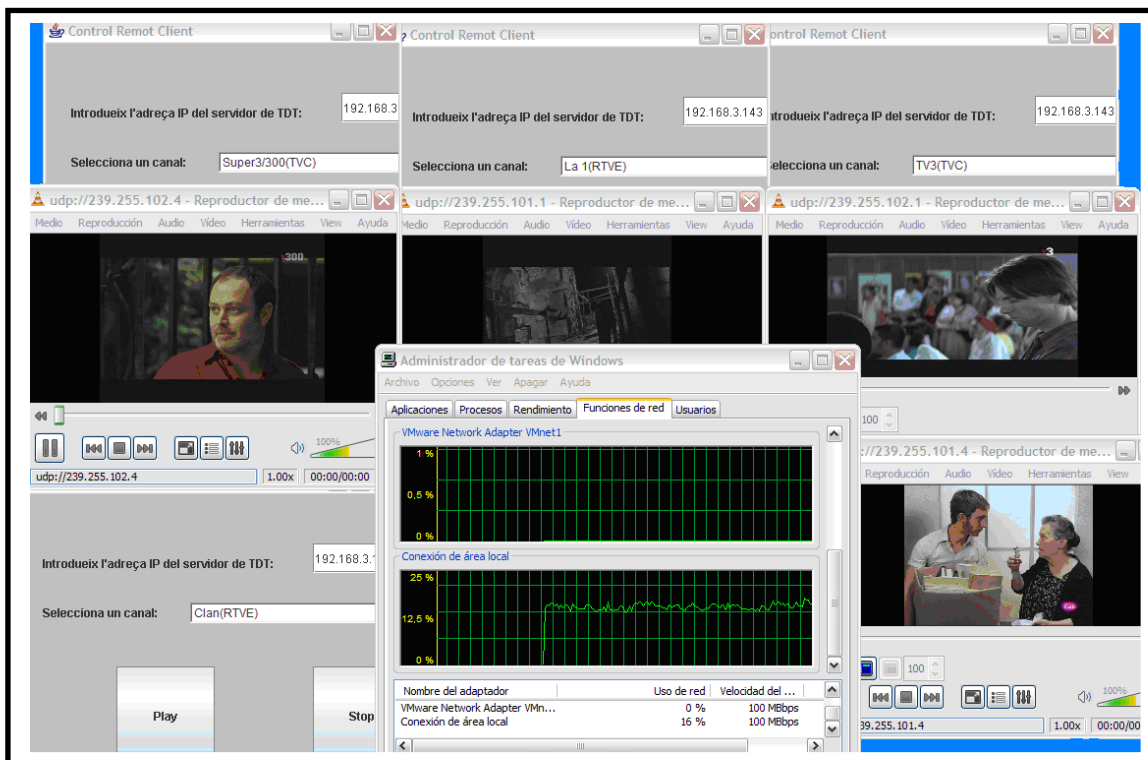 Control Remot Client
Introdueix l'adreça IP del servidor de TDT: 192.168.3
Selecciona un canal: Super3/300(TVC)
Control Remot Client
Introdueix l'adreça IP del servidor de TDT: 192.168.3.143
Selecciona un canal: La 1(RTVE)
ontrol Remot Client
ntrodueix l'adreça IP del servidor de TDT: 192.168.3.143
elecciona un canal: TV3(TVC)
udp://239.255.102.4 - Reproductor de me...
Medio Reproducción Audio Vídeo Herramientas View Ayuda
300
100%
udp://239.255.102.4 1.00x 00:00/00:00
udp://239.255.101.1 - Reproductor de me...
Medio Reproducción Audio Vídeo Herramientas View Ayuda
udp://239.255.102.1 - Reproductor de me...
Medio Reproducción Audio Vídeo Herramientas View Ayuda
3
100
Introdueix l'adreça IP del servidor de TDT: 192.168.3.1
Selecciona un canal: Clan(RTVE)
Play Stop
Administrador de tareas de Windows
Archivo Opciones Ver Apagar Ayuda
Aplicaciones Procesos Rendimiento Funciones de red Usuarios
VMware Network Adapter VMnet1
1 %
0,5 %
0 %
Conexión de área local
25 %
12,5 %
0 %
Nombre del adaptador Uso de red Velocidad del ...
VMware Network Adapter VMn... 0 % 100 MBbps
Conexión de área local 16 % 100 MBbps
://239.255.101.4 - Reproductor de me...
Reproducción Audio Vídeo Herramientas View
100
100%
39.255.101.4 1.00x 00:00/00